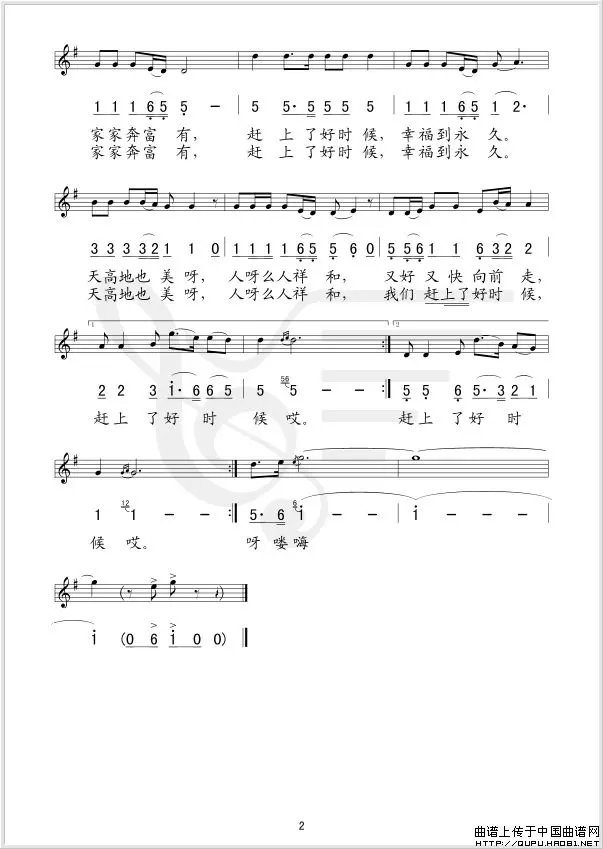 1 1 1 6 5 5 - | 5 5· 5 5 5 5 | 1 1 1 6 5 1 2·
家家奔富 有， 赶 上 了好时 候，幸福到永 久。
家家奔富 有， 赶 上 了好时 候，幸福到永 久。
3 3 3 3 2 1 1 0 | 1 1 1 1 6 5 5· 6 0 | 5 5 6 1 1 6· 3 2 2
天高地也 美 呀， 人呀么人祥 和， 又好 又 快向前 走，
天高地也 美 呀， 人呀么人祥 和， 我们 赶上了好时 候，
1. 2.
2 2 3 i· 6 6 5 | 5 56 5 - - :| 5 5 6 5· 3 2 1
赶 上 了 好 时 候 哎。 赶 上 了 好 时
1 12 1 - - :| 5· 6 6 i - - | i - - -
候 哎。 呀 喽 嗨
i (0 6 i 0 0)
2
曲谱上传于中国曲谱网
HTTP://QUPU.HAO81.NET